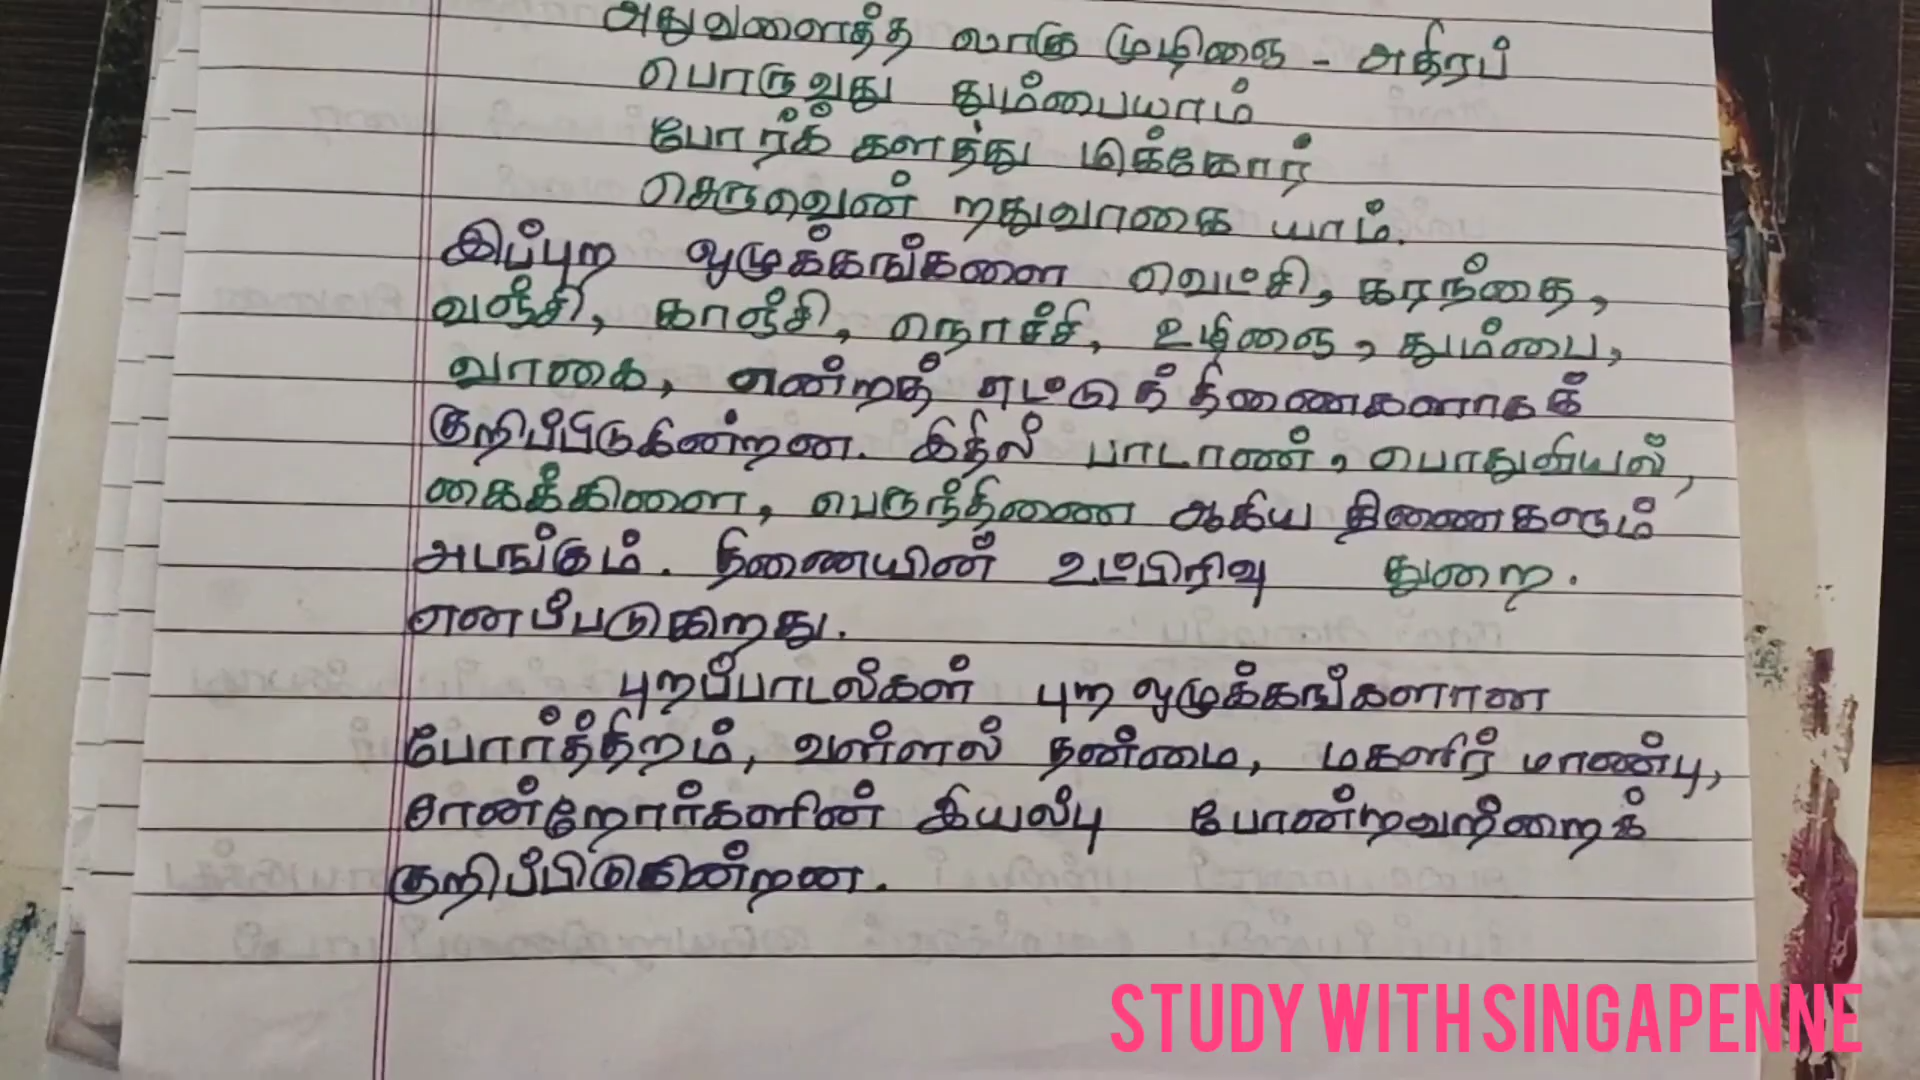 அதுவளைத்த லாகு முழிஞை - அதிரப்
பொருவது தும்பையாம்
போர்க் களத்து மிக்கோர்
செருவென் றதுவாகை யாம்.
இப்புற ஒழுக்கங்களை வெட்சி, கரந்தை,
வஞ்சி, காஞ்சி, நொச்சி, உழிஞை, தும்பை,
வாகை, என்றத் எட்டுத் திணைகளாகக்
குறிப்பிடுகின்றன. இதில் பாடாண், பொதுவியல்,
கைக்கிளை, பெருந்திணை ஆகிய திணைகளும்
அடங்கும். திணையின் உட்பிரிவு துறை.
எனப்படுகிறது.
புறப்பாடல்கள் புற ஒழுக்கங்களான
போர்த்திறம், வள்ளல் தன்மை, மகளிர் மாண்பு,
சான்றோர்களின் இயல்பு போன்றவற்றைக்
குறிப்பிடுகின்றன.
STUDY WITH SINGAPENNE